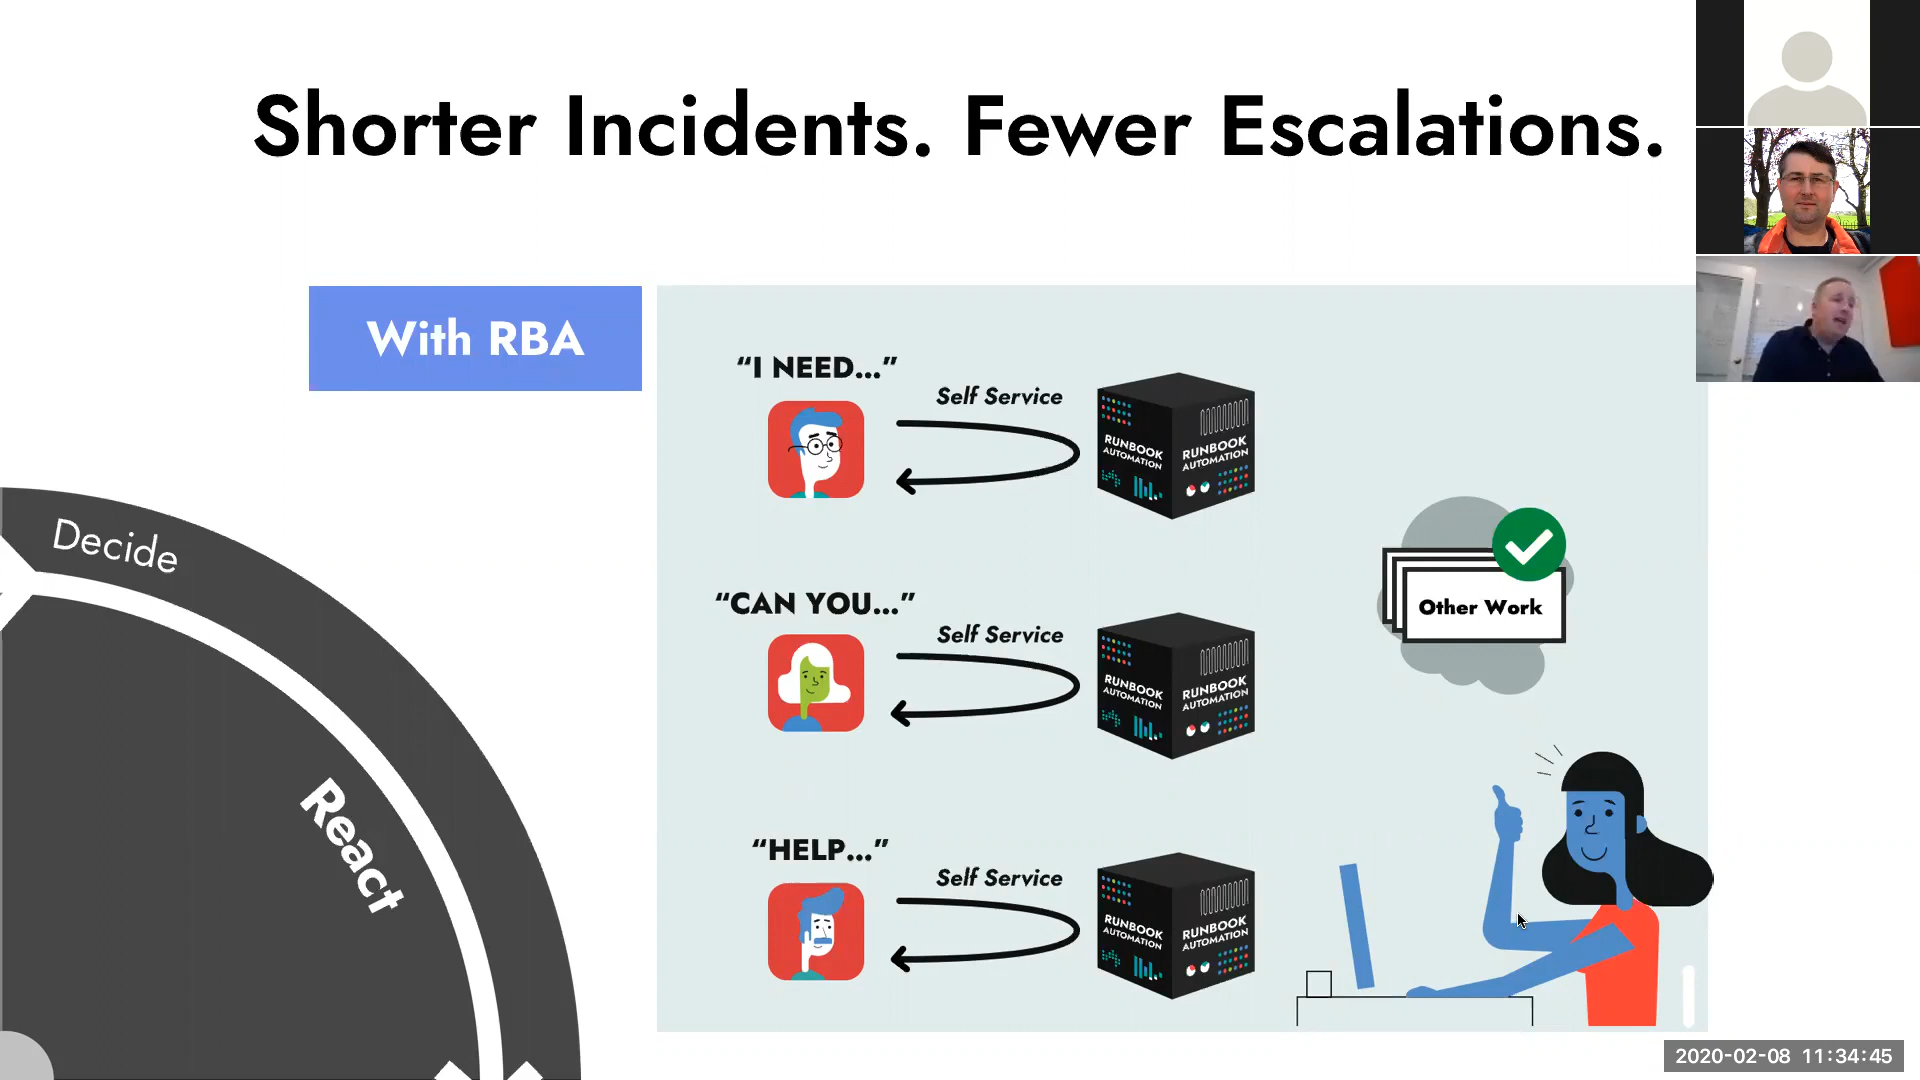 Shorter Incidents. Fewer Escalations.
With RBA
“I NEED...”
Self Service
RUNBOOK
AUTOMATION
RUNBOOK
AUTOMATION
“CAN YOU...”
Self Service
RUNBOOK
AUTOMATION
RUNBOOK
AUTOMATION
“HELP...”
Self Service
RUNBOOK
AUTOMATION
RUNBOOK
AUTOMATION
Other Work
Decide
React
2020-02-08 11:34:45